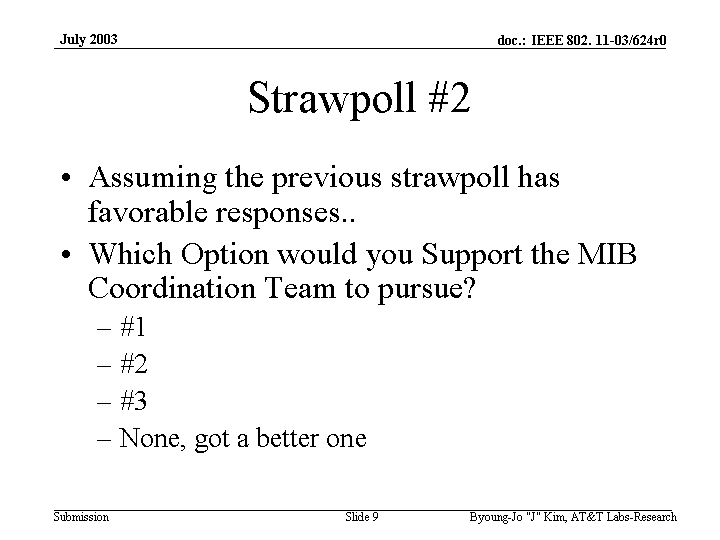 July 2003
doc. : IEEE 802. 11-03/624 r0
Strawpoll #2
• Assuming the previous strawpoll has
favorable responses. .
• Which Option would you Support the MIB
Coordination Team to pursue?
– #1
– #2
– #3
– None, got a better one
Submission
Slide 9
Byoung-Jo "J" Kim, AT&T Labs-Research